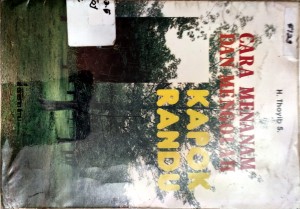 H. Thoyib S.
CARA MENANAM
DAN MENGOLAH
KAPOK
RANDU